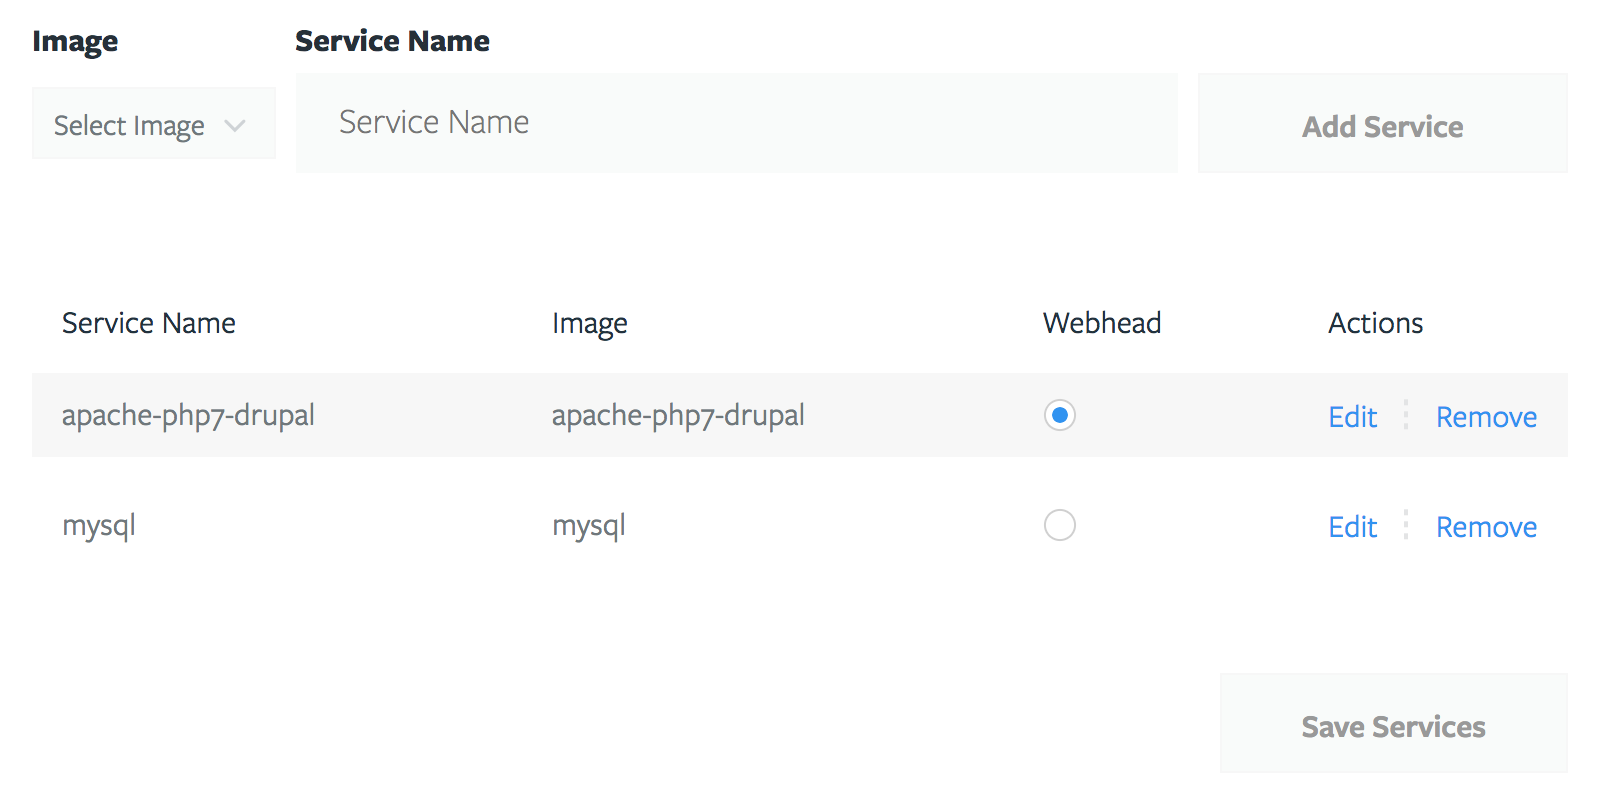 Image Service Name
Select Image Service Name Add Service
Service Name Image Webhead Actions
apache-php7-drupal apache-php7-drupal Edit Remove
mysql mysql Edit Remove
Save Services